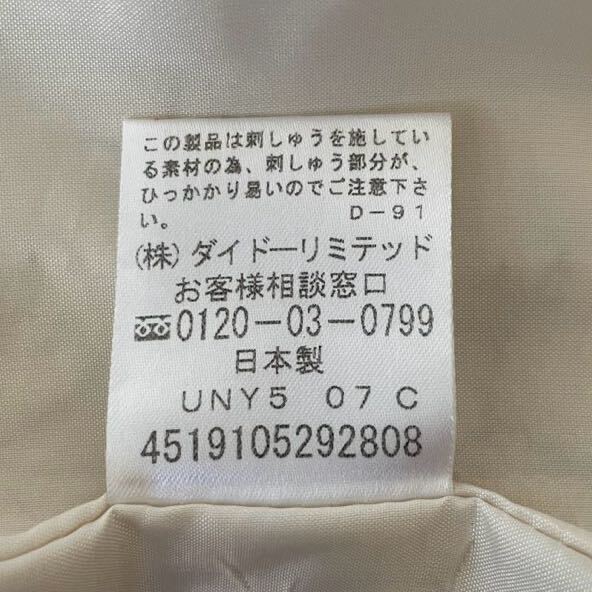 この製品は刺しゅうを施してい
る素材の為、刺しゅう部分が、
ひっかかり易いのでご注意下さ
い。 D-91
(株)ダイドーリミテッド
お客様相談窓口
0120-03-0799
日本製
UNY5 07 C
4519105292808